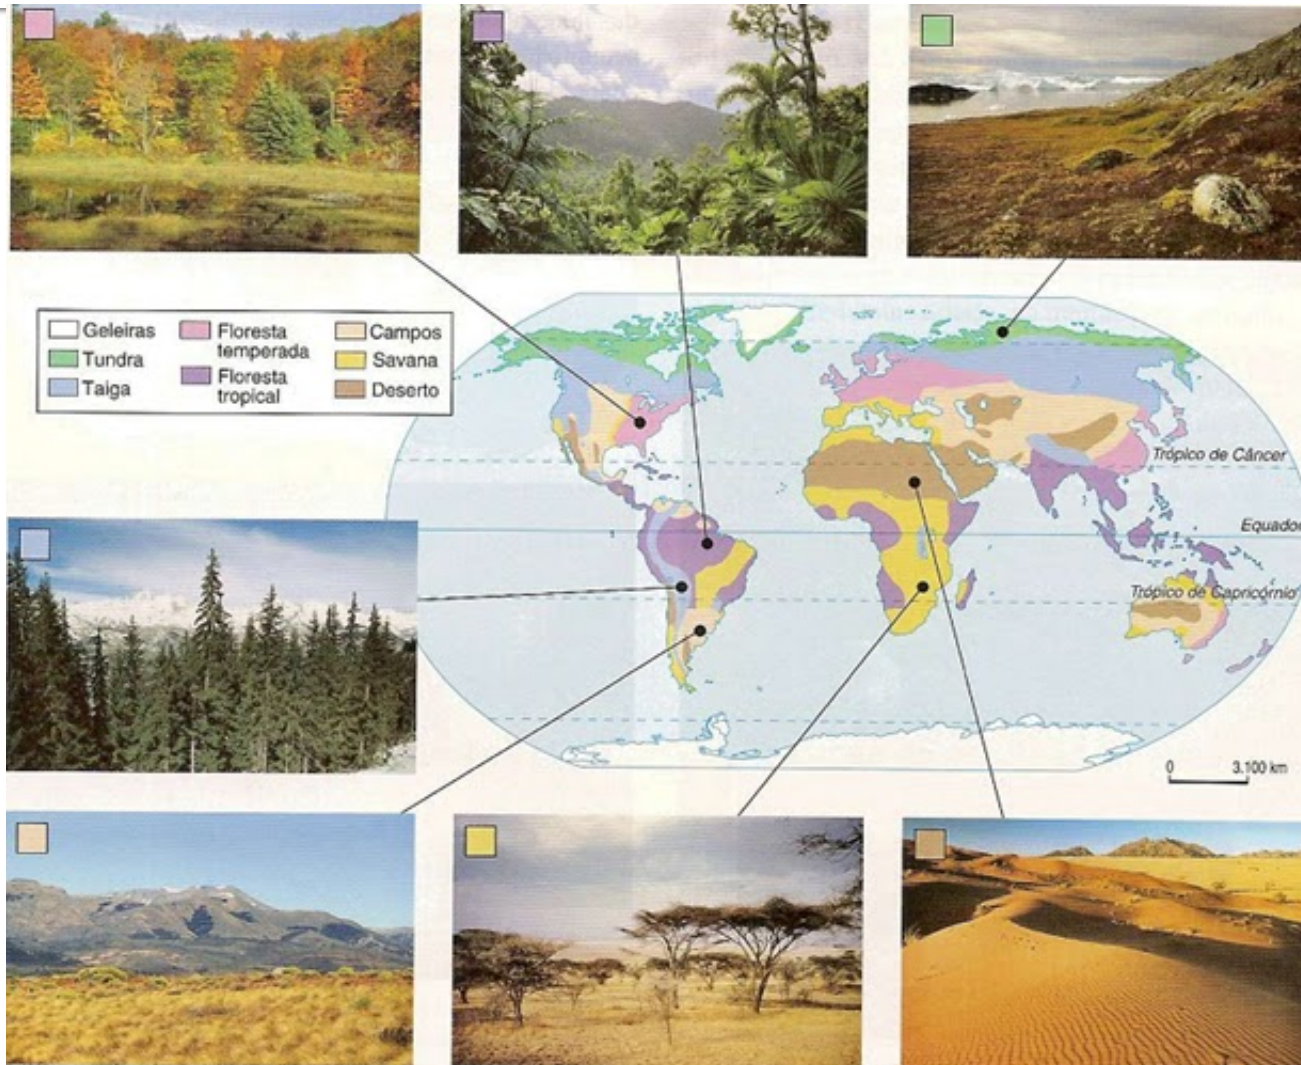 Geleiras
Tundra
Taiga
Floresta
temperada
Floresta
tropical
Campos
Savana
Deserto
Trópico de Câncer
Equador
Trópico de Capricórnio
0 3.100 km